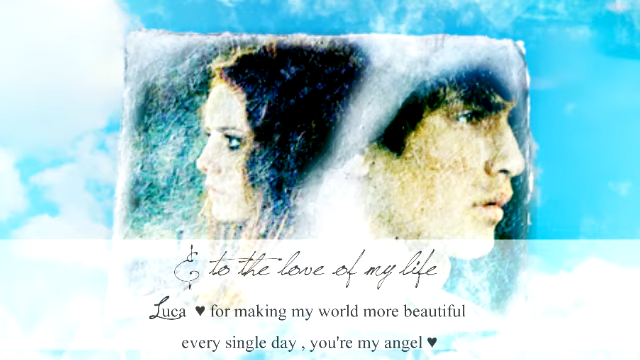 & to the love of my life
Luca ♥ for making my world more beautiful
every single day , you're my angel ♥